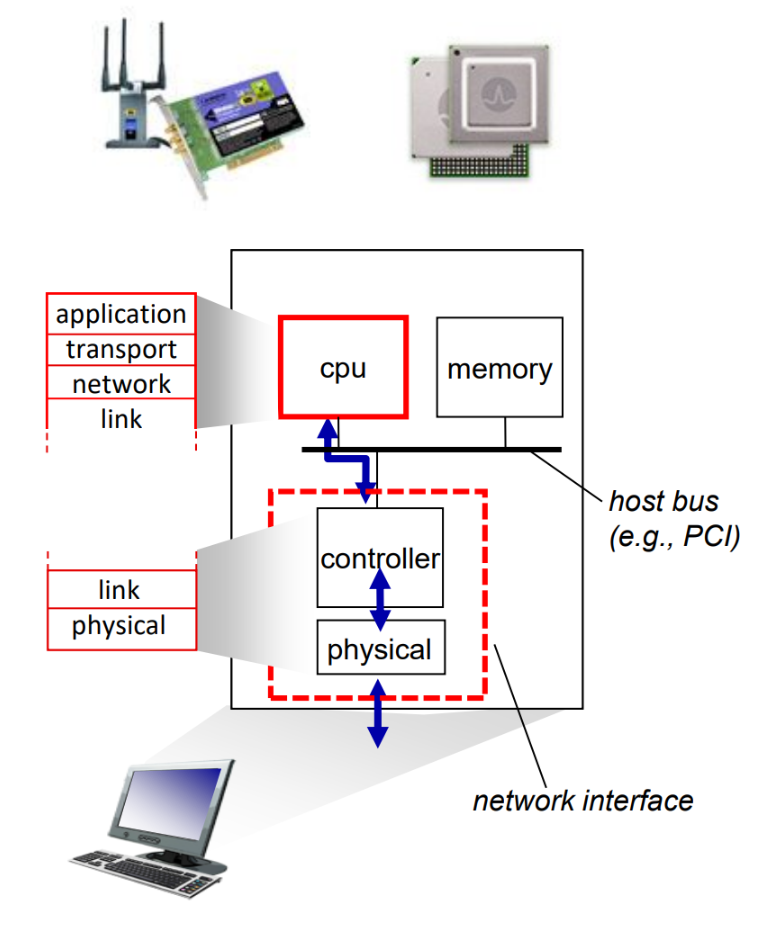 application
transport
network
link
cpu
memory
host bus
(e.g., PCI)
controller
link
physical
physical
network interface